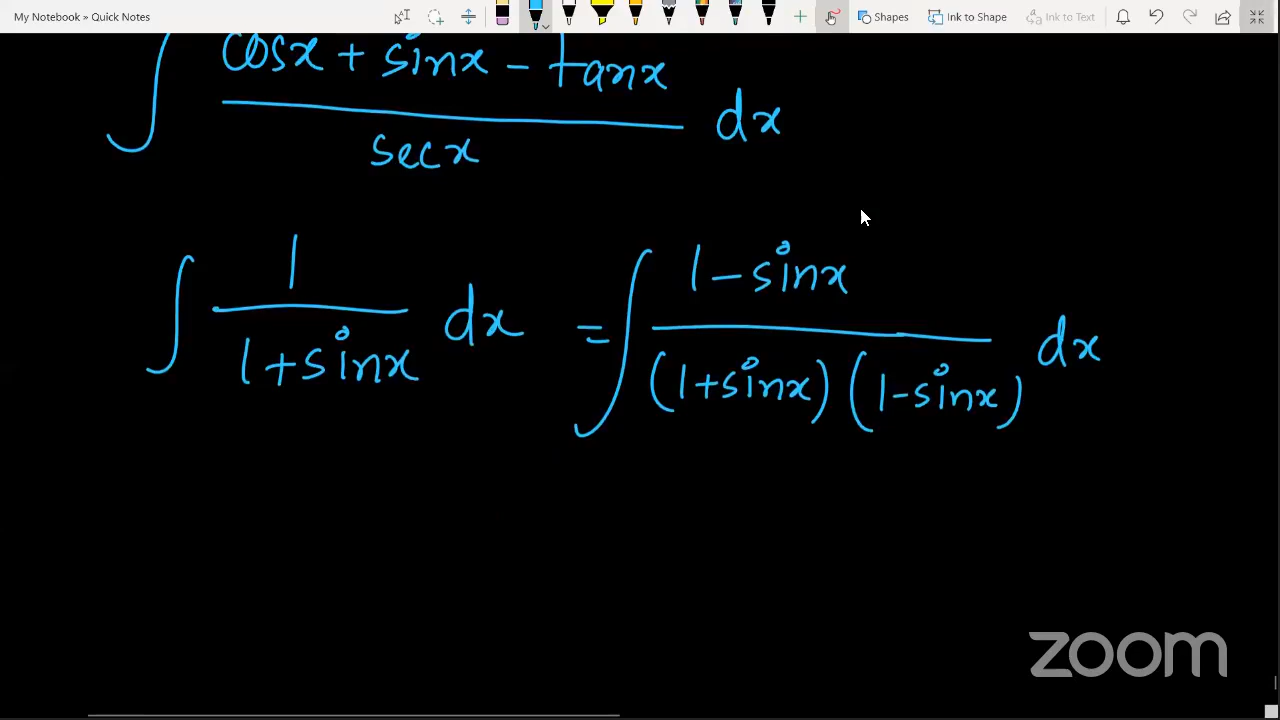 My Notebook » Quick Notes
Shapes
Ink to Shape
Ink to Text
∫ (cosx + sinx - tanx)/(secx) dx
∫ 1/(1+sinx) dx = ∫ (1-sinx)/((1+sinx)(1-sinx)) dx
zoom